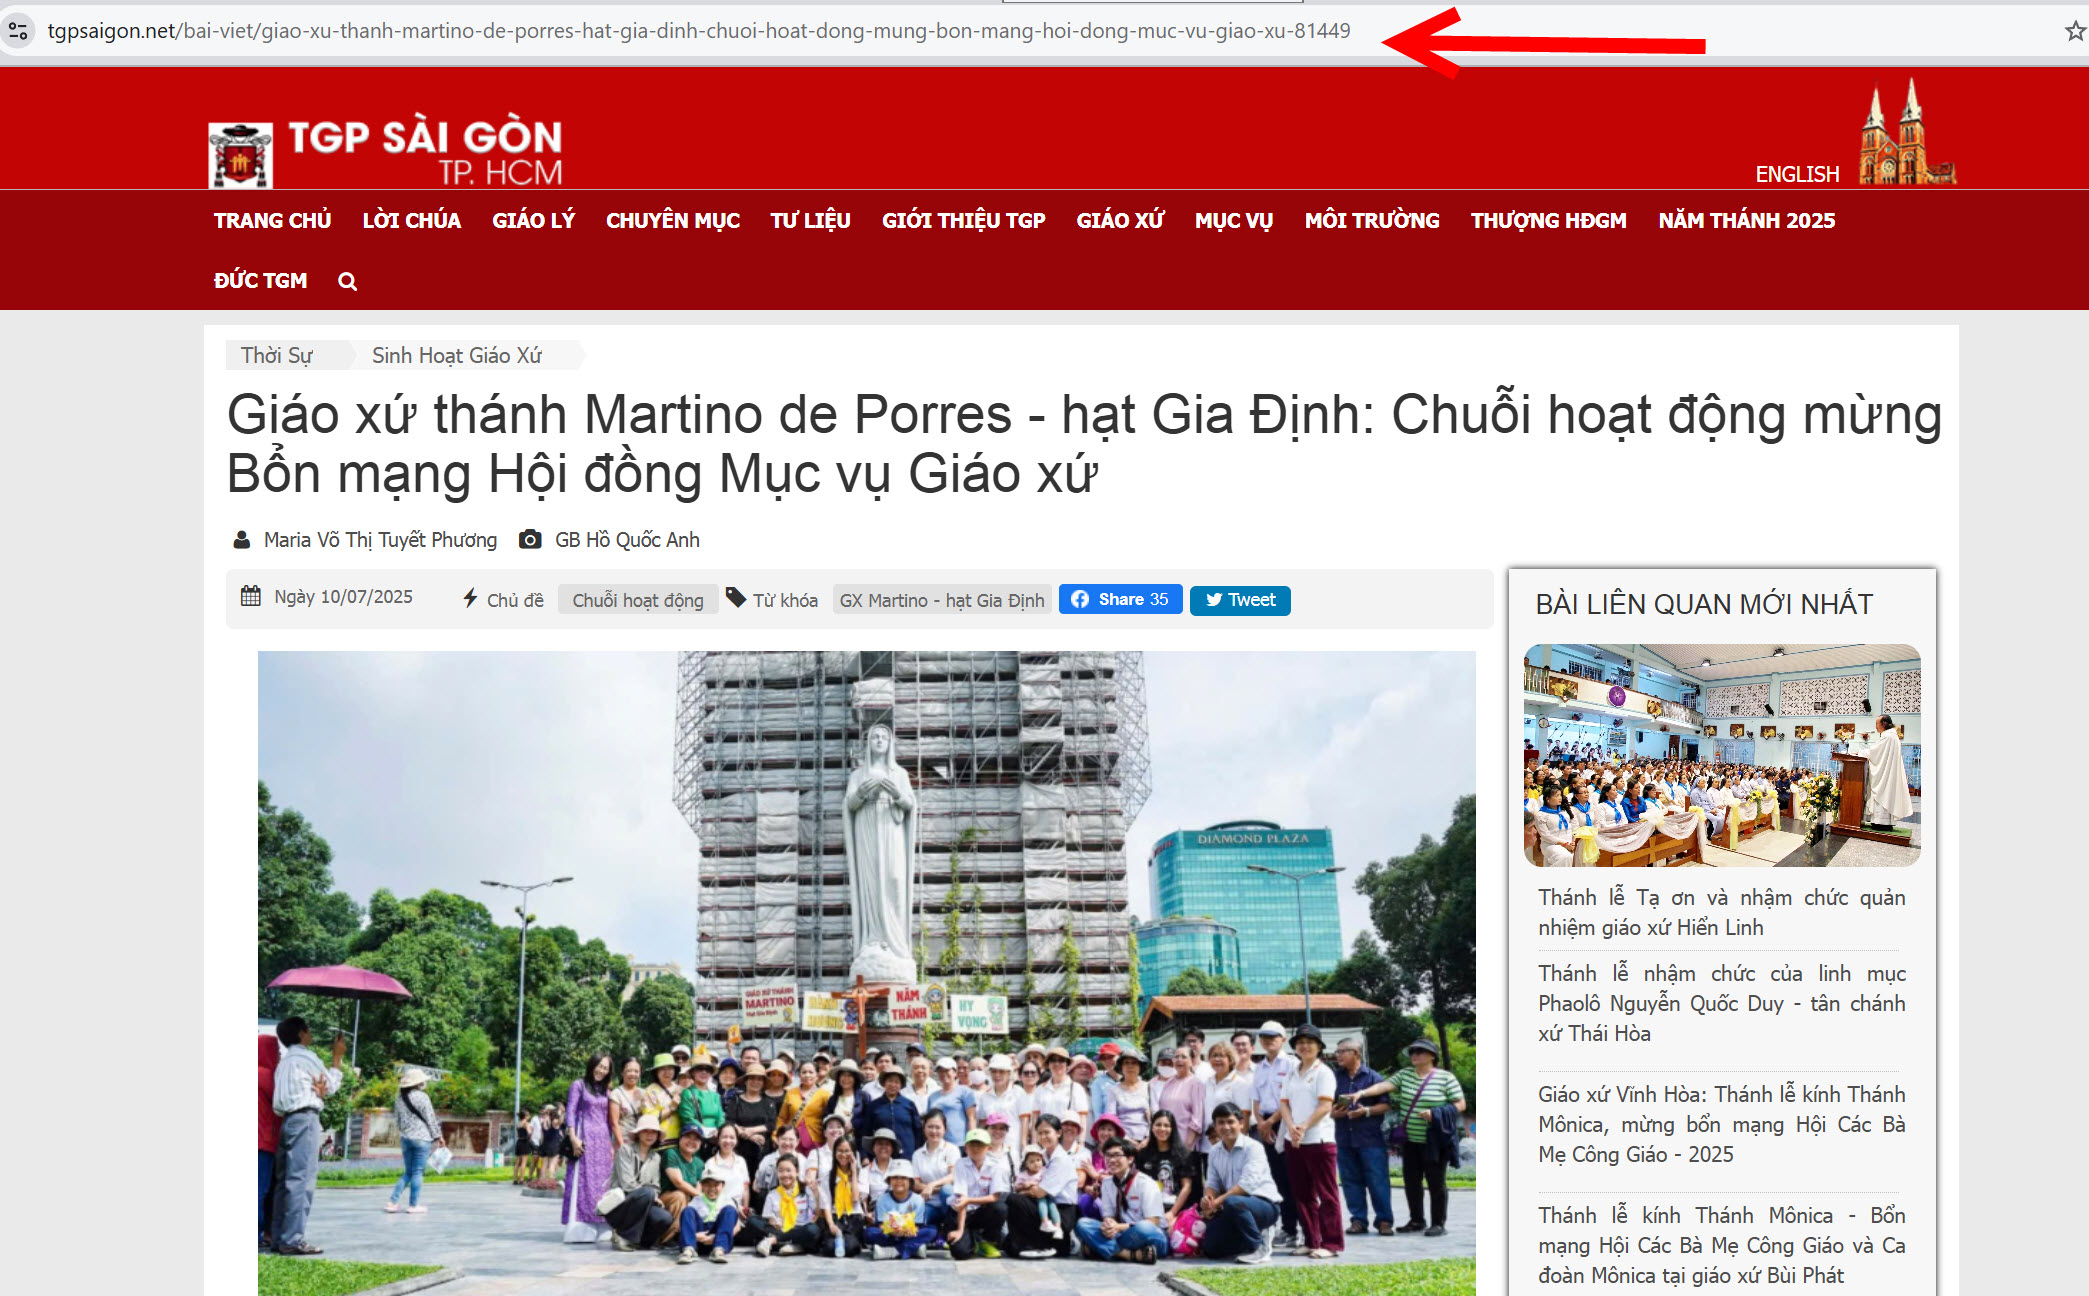 tgpsaigon.net/bai-viet/giao-xu-thanh-martino-de-porres-hat-gia-dinh-chuoi-hoat-dong-mung-bon-mang-hoi-dong-muc-vu-giao-xu-81449
TGP SÀI GÒN
TP. HCM
ENGLISH
TRANG CHỦ LỜI CHÚA GIÁO LÝ CHUYÊN MỤC TƯ LIỆU GIỚI THIỆU TGP GIÁO XỨ MỤC VỤ MÔI TRƯỜNG THƯỢNG HĐGM NĂM THÁNH 2025
ĐỨC TGM
Thời Sự Sinh Hoạt Giáo Xứ
Giáo xứ thánh Martino de Porres - hạt Gia Định: Chuỗi hoạt động mừng
Bổn mạng Hội đồng Mục vụ Giáo xứ
Maria Võ Thị Tuyết Phương GB Hồ Quốc Anh
Ngày 10/07/2025 Chủ đề Chuỗi hoạt động Từ khóa GX Martino - hạt Gia Định Share 35 Tweet
DIAMOND PLAZA
GIÁO XỨ THÁNH
MARTINO
Hạt Gia Định
HÀNH
HƯƠNG
NĂM
THÁNH
HY
VỌNG
BÀI LIÊN QUAN MỚI NHẤT
Thánh lễ Tạ ơn và nhậm chức quản
nhiệm giáo xứ Hiển Linh
Thánh lễ nhậm chức của linh mục
Phaolô Nguyễn Quốc Duy - tân chánh
xứ Thái Hòa
Giáo xứ Vĩnh Hòa: Thánh lễ kính Thánh
Mônica, mừng bổn mạng Hội Các Bà
Mẹ Công Giáo - 2025
Thánh lễ kính Thánh Mônica - Bổn
mạng Hội Các Bà Mẹ Công Giáo và Ca
đoàn Mônica tại giáo xứ Bùi Phát